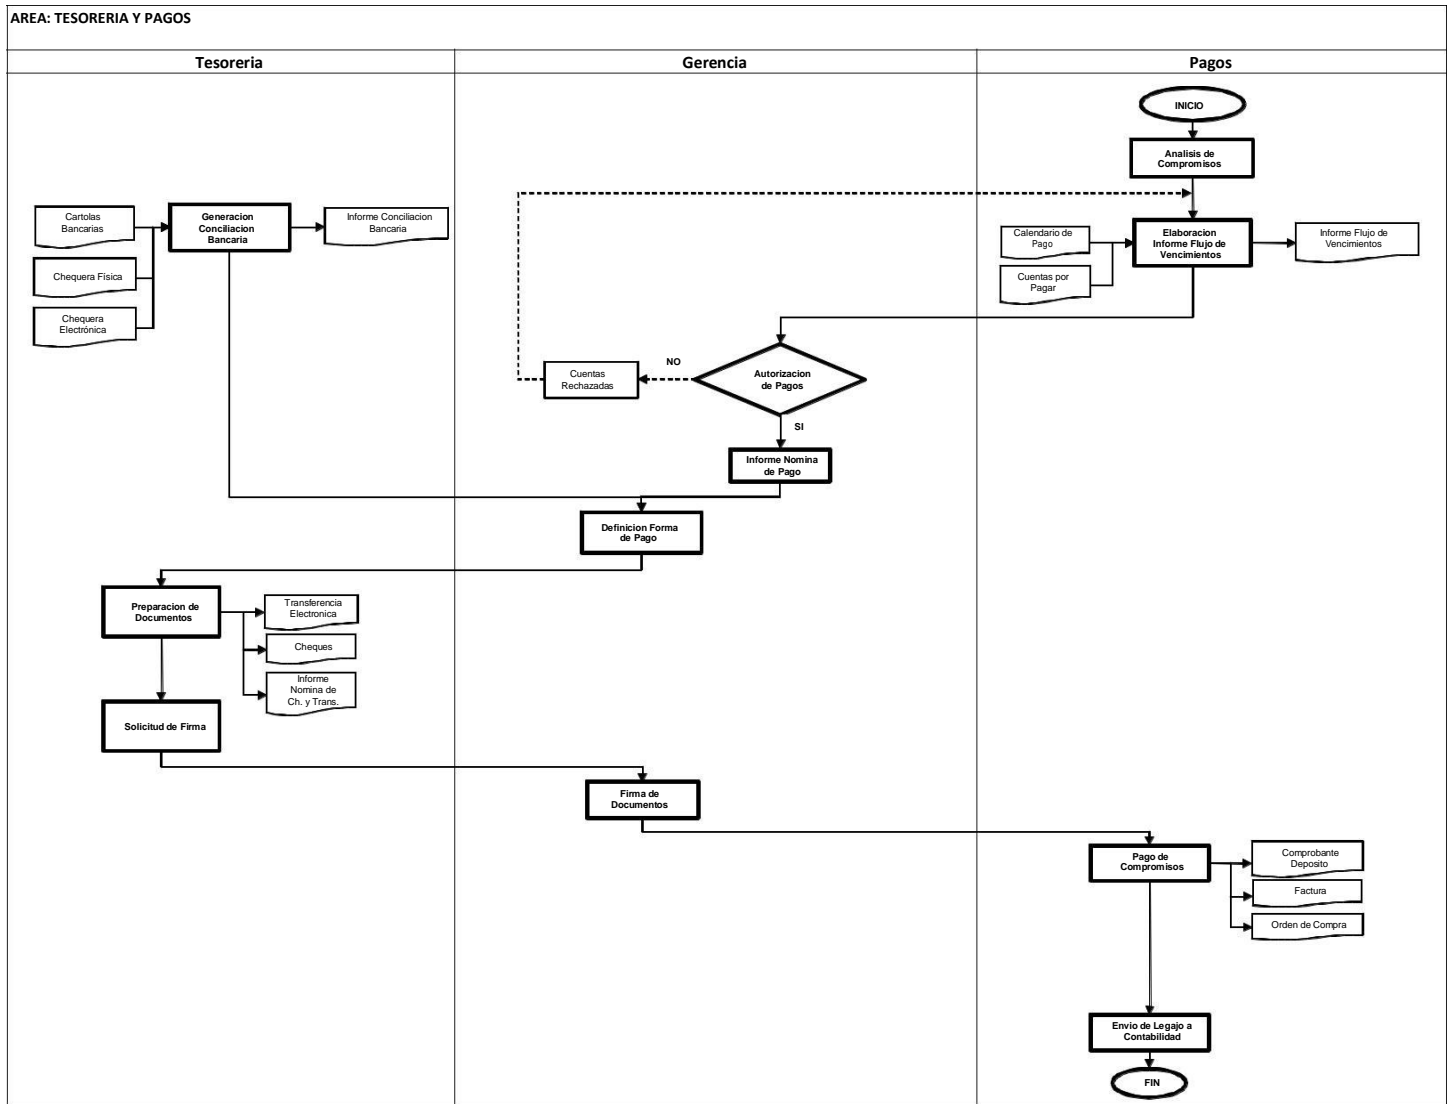 AREA: TESORERIA Y PAGOS
Tesoreria
Gerencia
Pagos
INICIO
Analisis de
Compromisos
Cartolas
Bancarias
Generacion
Conciliacion
Bancaria
Informe Conciliacion
Bancaria
Chequera Física
Chequera
Electrónica
Calendario de
Pago
Cuentas por
Pagar
Elaboracion
Informe Flujo de
Vencimientos
Informe Flujo de
Vencimientos
Cuentas
Rechazadas
NO
Autorizacion
de Pagos
SI
Informe Nomina
de Pago
Definicion Forma
de Pago
Preparacion de
Documentos
Transferencia
Electronica
Cheques
Informe
Nomina de
Ch. y Trans.
Solicitud de Firma
Firma de
Documentos
Pago de
Compromisos
Comprobante
Deposito
Factura
Orden de Compra
Envio de Legajo a
Contabilidad
FIN